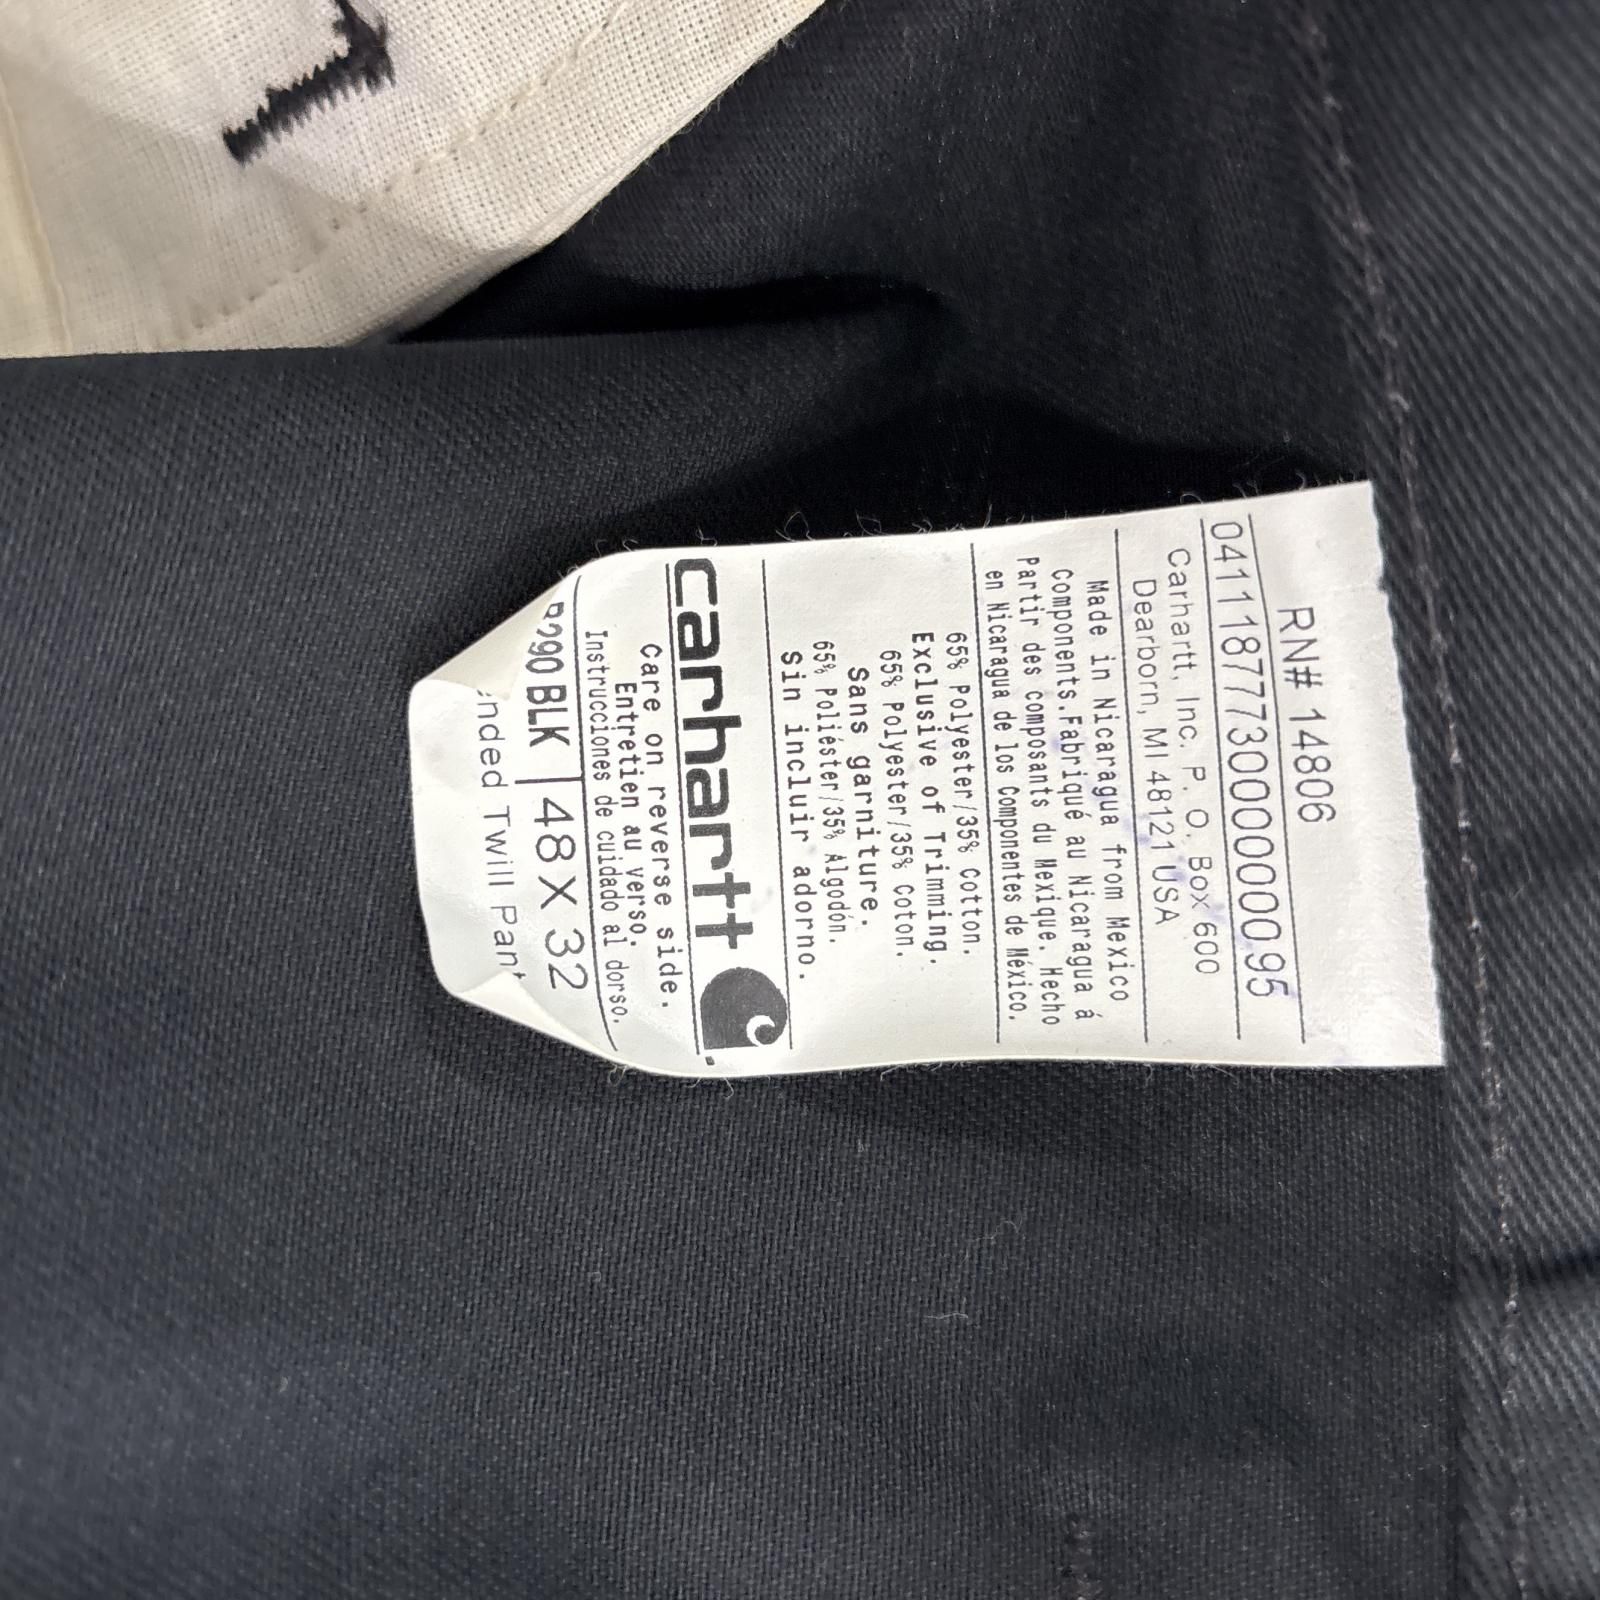 RN# 14806
041118773000000095
Carhartt, Inc. P. O. Box 600
Dearborn, MI 48121 USA
Made in Nicaragua from Mexico
Components.Fabriqué au Nicaragua á
Partir des composants du Mexique. Hecho
en Nicaragua de los Componentes de México.
65% Polyester/35% Cotton.
Exclusive of Trimming.
65% Polyester/35% Coton.
Sans garniture.
65% Poliéster/35% Algodón.
Sin incluir adorno.
carhartt
Care on reverse side.
Entretien au verso.
Instrucciones de cuidado al dorso.
B290 BLK 48 X 32
Twill Pant